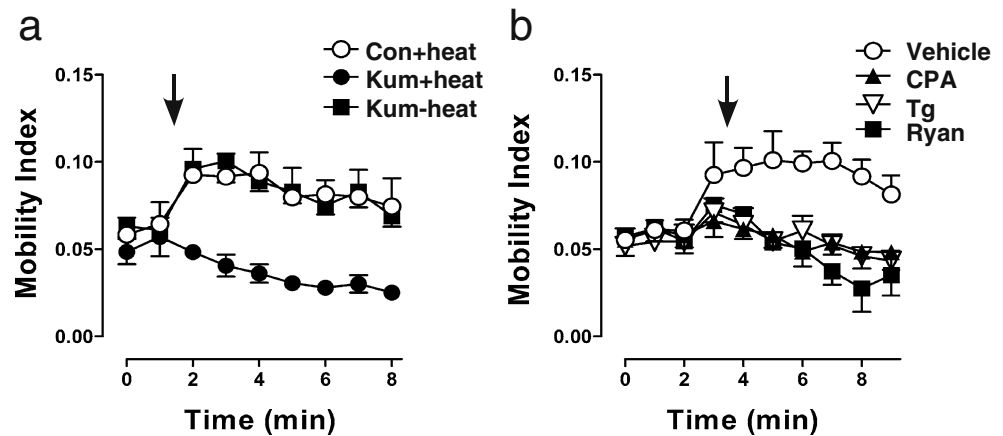 a
Con+heat
Kum+heat
Kum-heat
Mobility Index
0.15
0.10
0.05
0.00
0 2 4 6 8
Time (min)
b
Vehicle
CPA
Tg
Ryan
Mobility Index
0.15
0.10
0.05
0.00
0 2 4 6 8
Time (min)